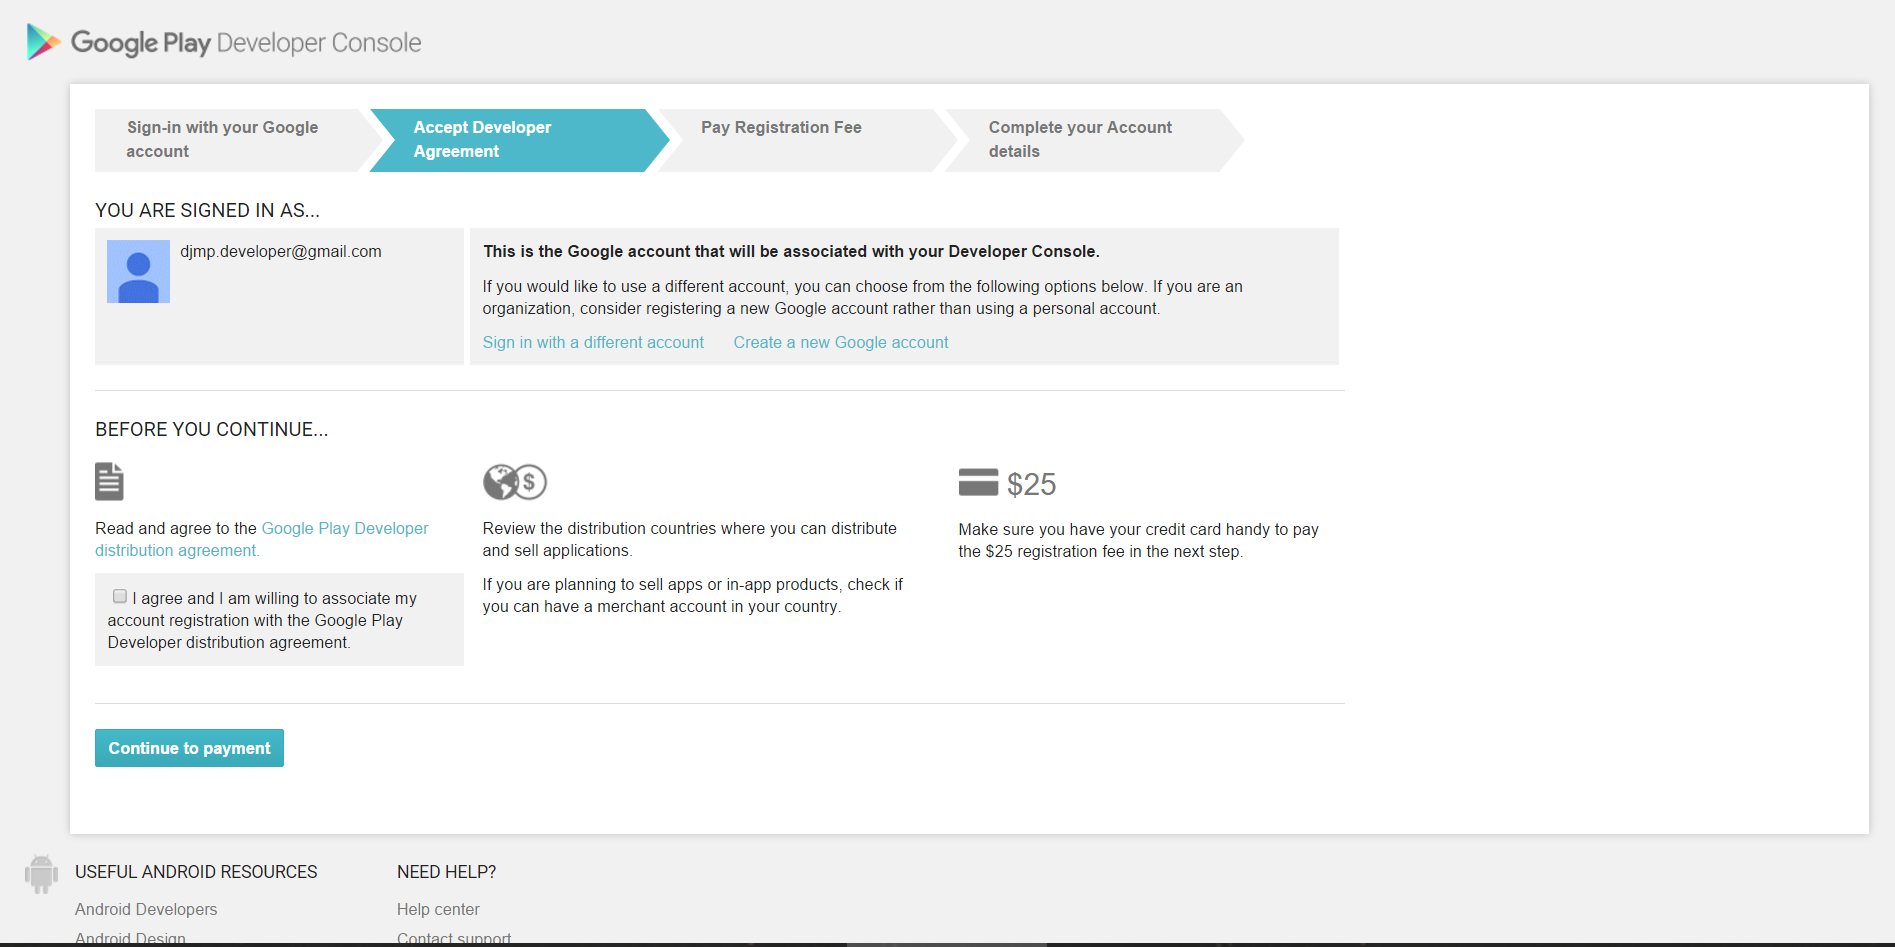 Google Play Developer Console
Sign-in with your Google
account
Accept Developer
Agreement
Pay Registration Fee
Complete your Account
details
YOU ARE SIGNED IN AS...
djmp.developer@gmail.com
This is the Google account that will be associated with your Developer Console.
If you would like to use a different account, you can choose from the following options below. If you are an
organization, consider registering a new Google account rather than using a personal account.
Sign in with a different account Create a new Google account
BEFORE YOU CONTINUE...
Read and agree to the Google Play Developer
distribution agreement.
I agree and I am willing to associate my
account registration with the Google Play
Developer distribution agreement.
$
Review the distribution countries where you can distribute
and sell applications.
If you are planning to sell apps or in-app products, check if
you can have a merchant account in your country.
$25
Make sure you have your credit card handy to pay
the $25 registration fee in the next step.
Continue to payment
USEFUL ANDROID RESOURCES
Android Developers
Android Design
NEED HELP?
Help center
Contact support